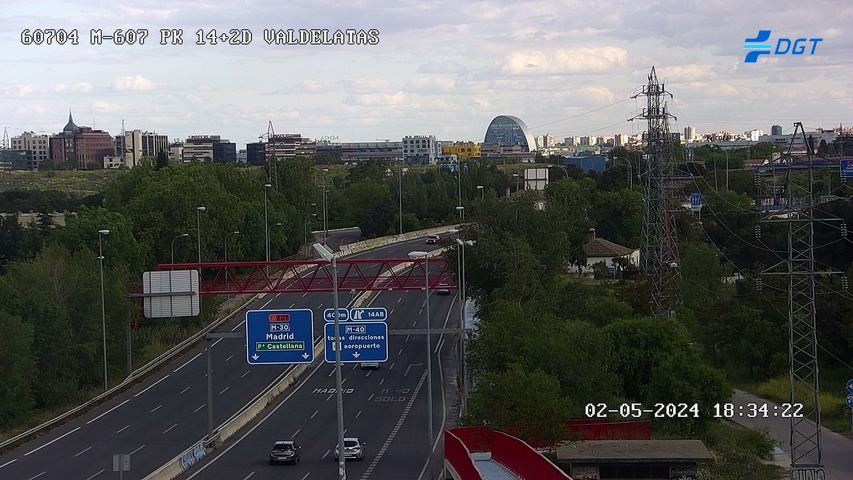 60704 M-607 PK 14+2D VALDELATAS
DGT
400m 14AB
M-30
Madrid
Pº Castellana
M-40
todas direcciones
aeropuerto
MADRID M-40
SOLO
02-05-2024 18:34:22